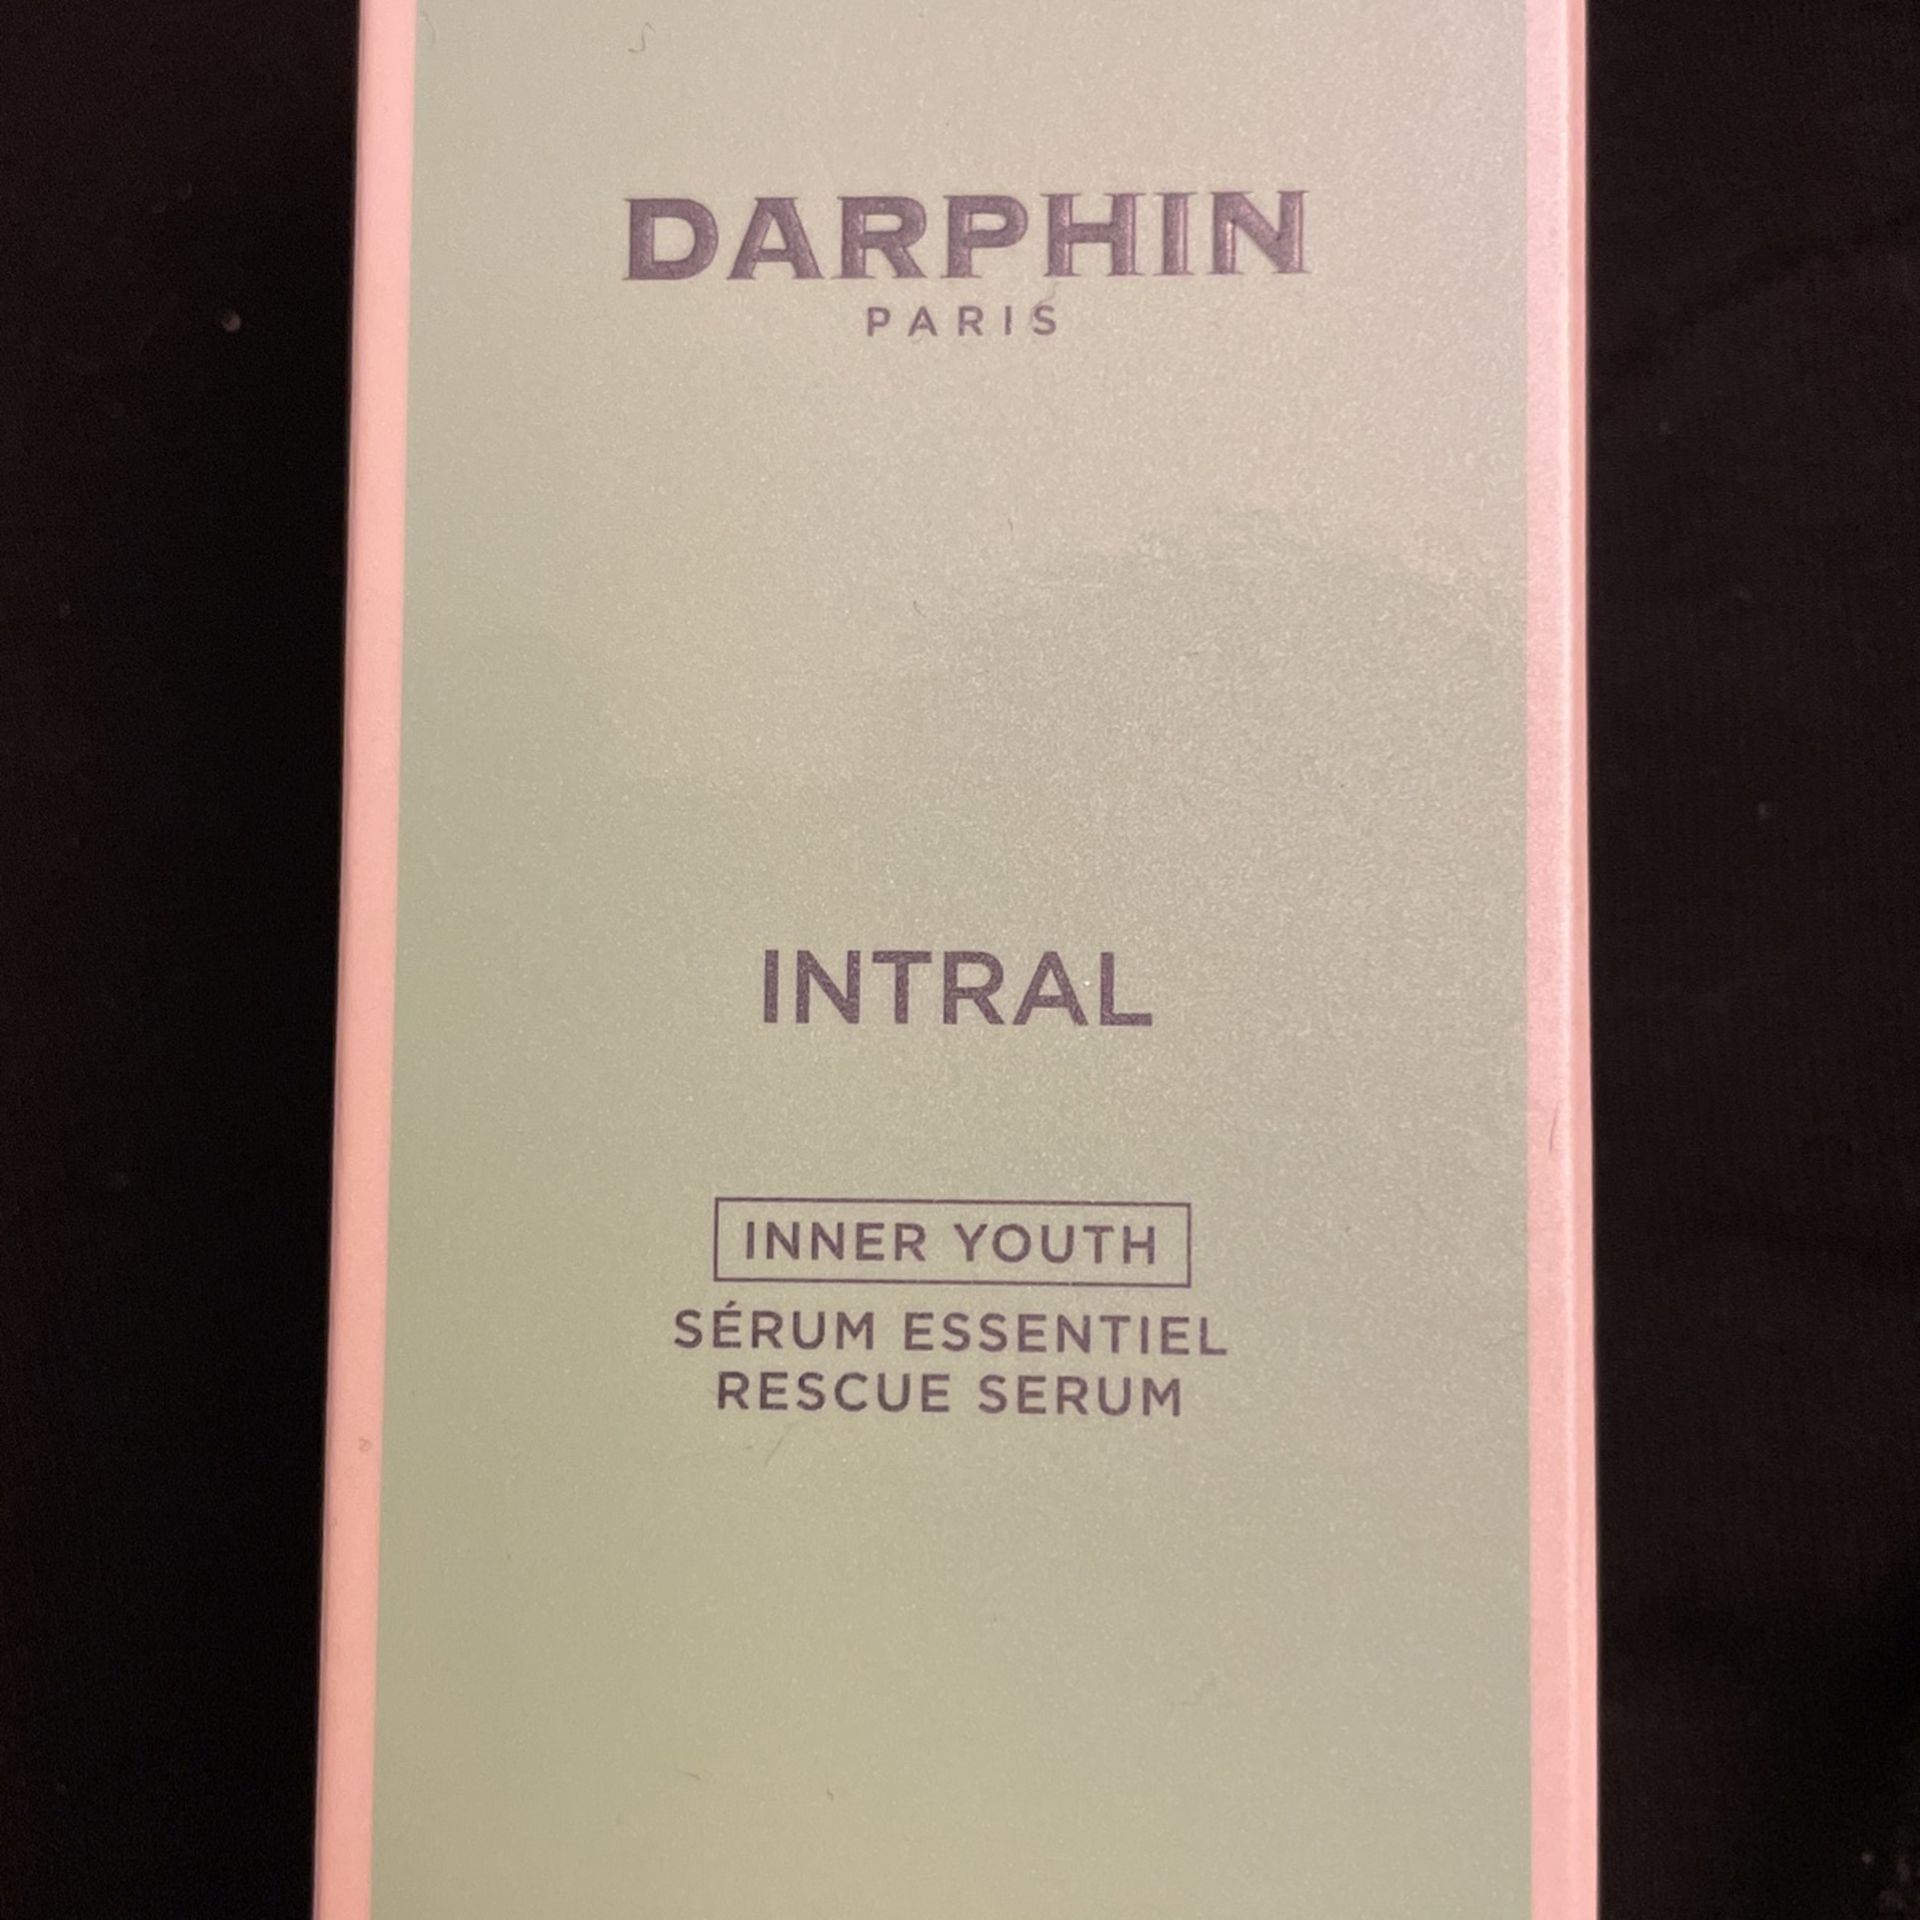 DARPHIN
PARIS
INTRAL
INNER YOUTH
SÉRUM ESSENTIEL
RESCUE SERUM